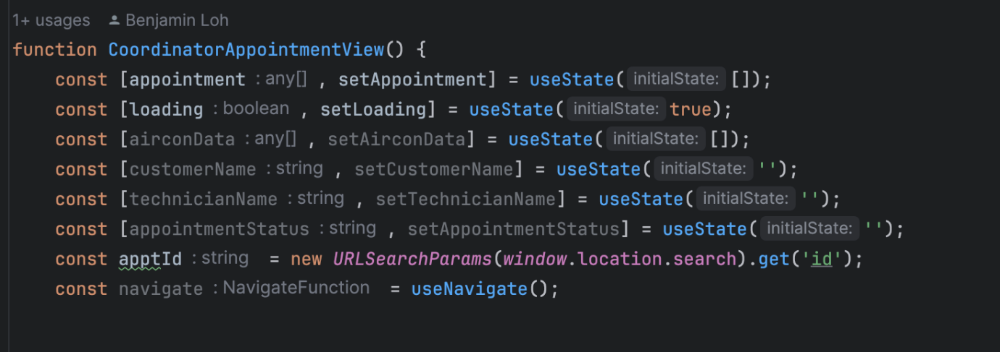 1+ usages Benjamin Loh
function CoordinatorAppointmentView() {
const [appointment : any[] , setAppointment] = useState( initialState: []);
const [loading : boolean , setLoading] = useState( initialState: true);
const [airconData : any[] , setAirconData] = useState( initialState: []);
const [customerName : string , setCustomerName] = useState( initialState: '');
const [technicianName : string , setTechnicianName] = useState( initialState: '');
const [appointmentStatus : string , setAppointmentStatus] = useState( initialState: '');
const apptId : string = new URLSearchParams(window.location.search).get('id');
const navigate : NavigateFunction = useNavigate();